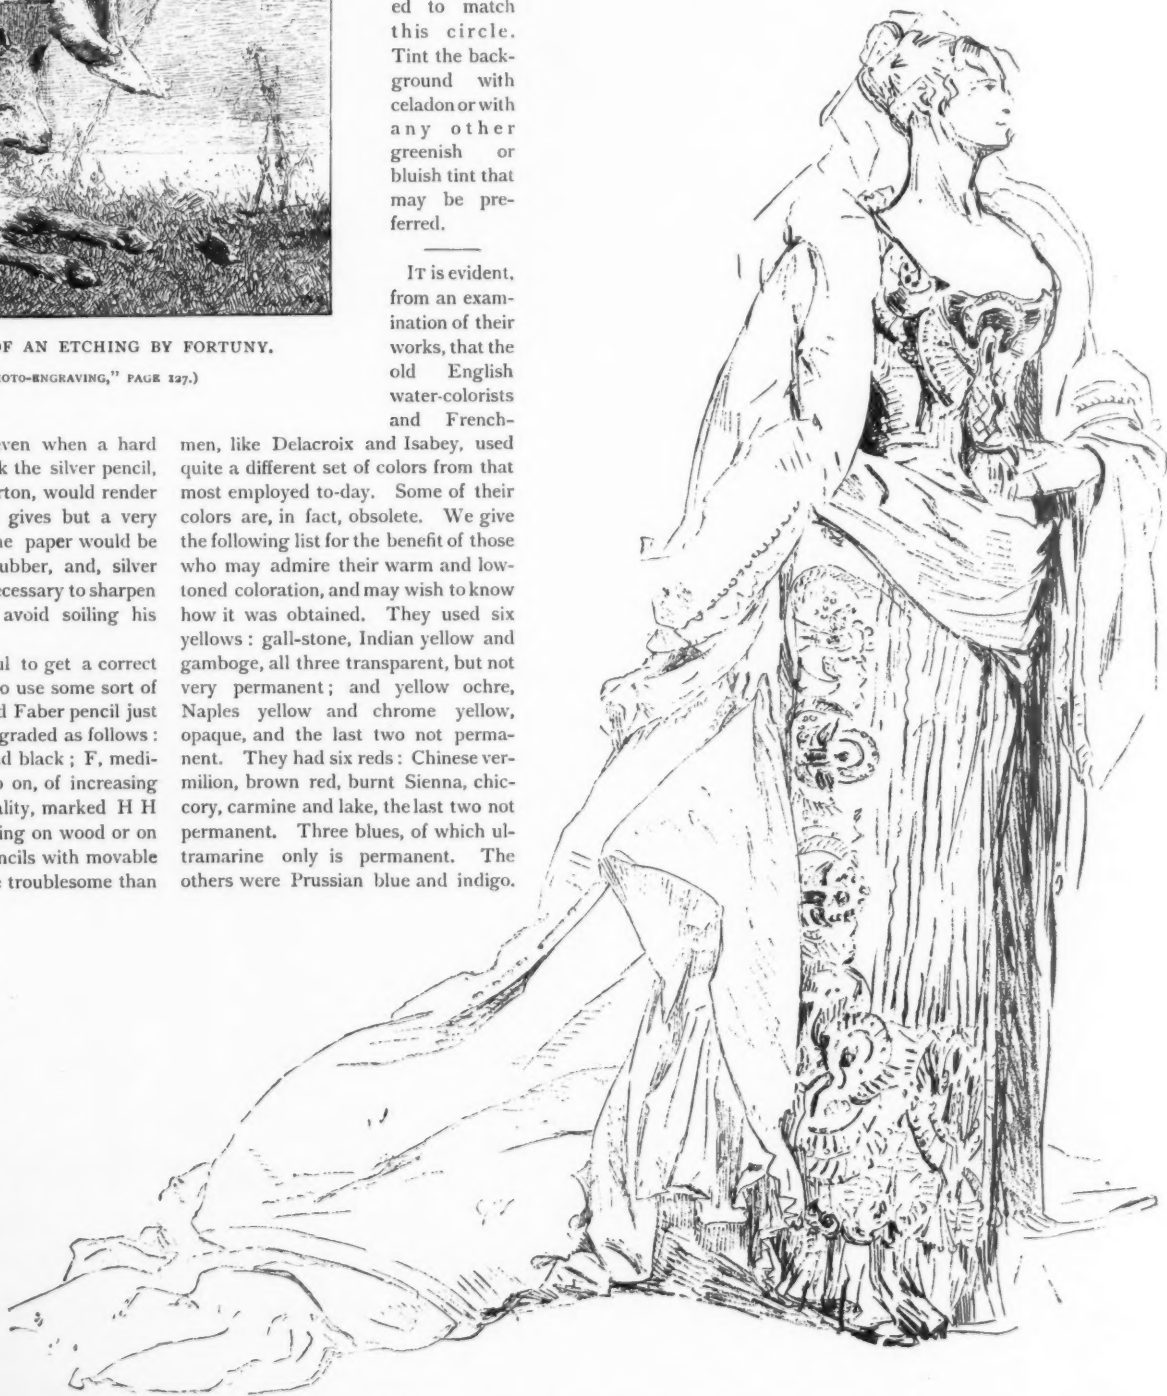 OF AN ETCHING BY FORTUNY.
PAGE 127.)
even when a hard
the silver pencil,
would render
gives but a very
paper would be
and, silver
to sharpen
avoid soiling his
to get a correct
use some sort of
Faber pencil just
graded as follows :
black ; F, medi-
on, of increasing
marked H H
on wood or on
with movable
troublesome than
ed to match
this circle.
Tint the back-
ground with
celadon or with
any other
greenish or
bluish tint that
may be pre-
ferred.
IT is evident,
from an exam-
ination of their
works, that the
old English
water-colorists
and French-
men, like Delacroix and Isabey, used
quite a different set of colors from that
most employed to-day. Some of their
colors are, in fact, obsolete. We give
the following list for the benefit of those
who may admire their warm and low-
toned coloration, and may wish to know
how it was obtained. They used six
yellows : gall-stone, Indian yellow and
gamboge, all three transparent, but not
very permanent ; and yellow ochre,
Naples yellow and chrome yellow,
opaque, and the last two not perma-
nent. They had six reds : Chinese ver-
milion, brown red, burnt Sienna, chic-
cory, carmine and lake, the last two not
permanent. Three blues, of which ul-
tramarine only is permanent. The
others were Prussian blue and indigo.